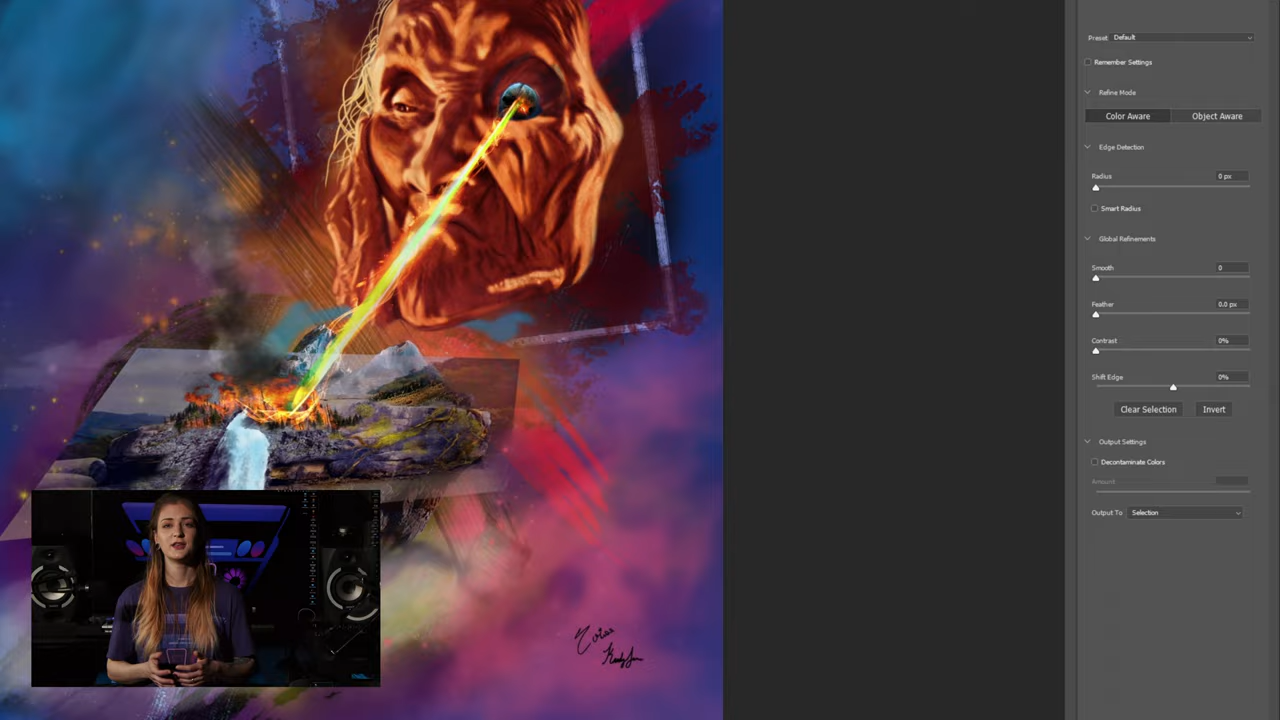 Preset: Default
Remember Settings
Refine Mode
Color Aware
Object Aware
Edge Detection
Radius
0 px
Smart Radius
Global Refinements
Smooth
0
Feather
0.0 px
Contrast
0%
Shift Edge
0%
Clear Selection
Invert
Output Settings
Decontaminate Colors
Amount
Output To
Selection